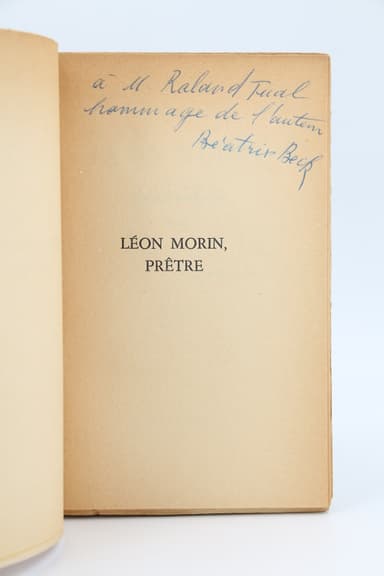 à M Roland Tual
hommage de l'auteur
Béatrix Beck
LÉON MORIN,
PRÊTRE